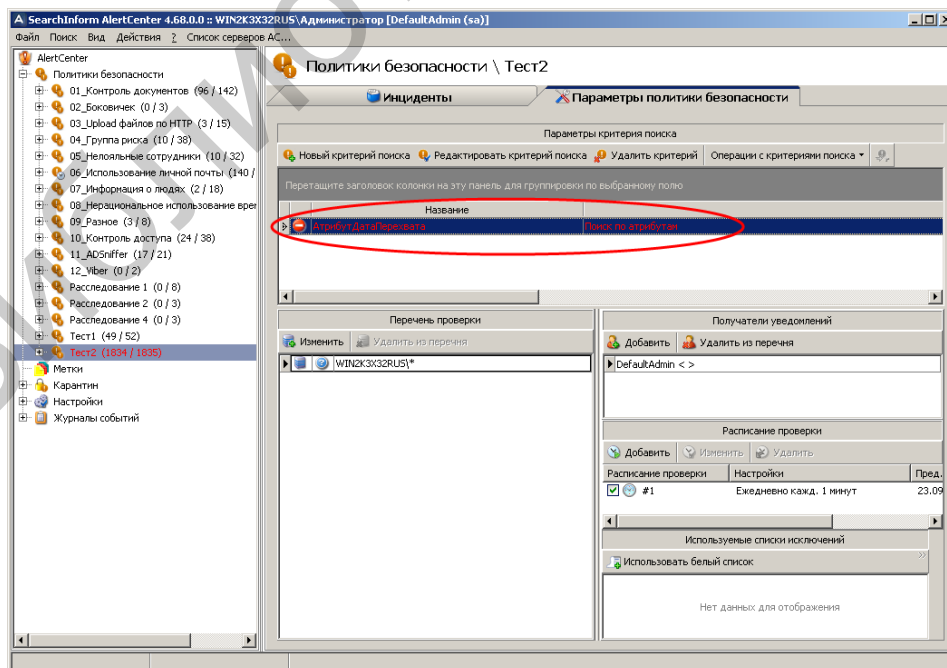 SearchInform AlertCenter 4.68.0.0 :: WIN2K3X32RUS\Администратор [DefaultAdmin (sa)]
Файл Поиск Вид Действия ? Список серверов AC...
AlertCenter
Политики безопасности
01_Контроль документов (96 / 142)
02_Боковичек (0 / 3)
03_Upload файлов по HTTP (3 / 15)
04_Группа риска (10 / 38)
05_Нелояльные сотрудники (10 / 32)
06_Использование личной почты (140 /
07_Информация о людях (2 / 18)
08_Нерациональное использование врем
09_Разное (3 / 8)
10_Контроль доступа (24 / 38)
11_ADSniffer (17 / 21)
12_Viber (0 / 2)
Расследование 1 (0 / 8)
Расследование 2 (0 / 3)
Расследование 4 (0 / 3)
Тест1 (49 / 52)
Тест2 (1834 / 1835)
Метки
Карантин
Настройки
Журналы событий
Политики безопасности \ Тест2
Инциденты Параметры политики безопасности
Параметры критерия поиска
Новый критерий поиска Редактировать критерий поиска Удалить критерий Операции с критериями поиска
Перетащите заголовок колонки на эту панель для группировки по выбранному полю
Название
АтрибутДатаПерехвата Поиск по атрибутам
Перечень проверки
Изменить Удалить из перечня
WIN2K3X32RUS\*
Получатели уведомлений
Добавить Удалить из перечня
DefaultAdmin < >
Расписание проверки
Добавить Изменить Удалить
Расписание проверки Настройки Пред.
#1 Ежедневно кажд. 1 минут 23.09
Используемые списки исключений
Использовать белый список
Нет данных для отображения